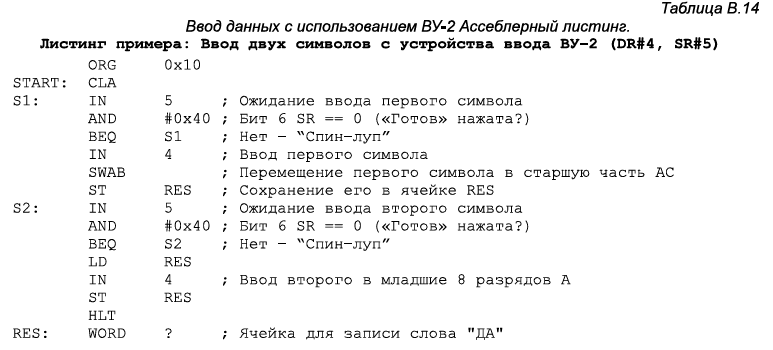 Таблица В.14
Ввод данных с использованием ВУ-2 Ассеблерный листинг.
Листинг примера: Ввод двух символов с устройства ввода ВУ-2 (DR#4, SR#5)
ORG 0x10
START: CLA
S1: IN 5 ; Ожидание ввода первого символа
AND #0x40 ; Бит 6 SR == 0 («Готов» нажата?)
BEQ S1 ; Нет - “Спин-луп”
IN 4 ; Ввод первого символа
SWAB ; Перемещение первого символа в старшую часть АС
ST RES ; Сохранение его в ячейке RES
S2: IN 5 ; Ожидание ввода второго символа
AND #0x40 ; Бит 6 SR == 0 («Готов» нажата?)
BEQ S2 ; Нет - “Спин-луп”
LD RES
IN 4 ; Ввод второго в младшие 8 разрядов А
ST RES
HLT
RES: WORD ? ; Ячейка для записи слова "ДА"